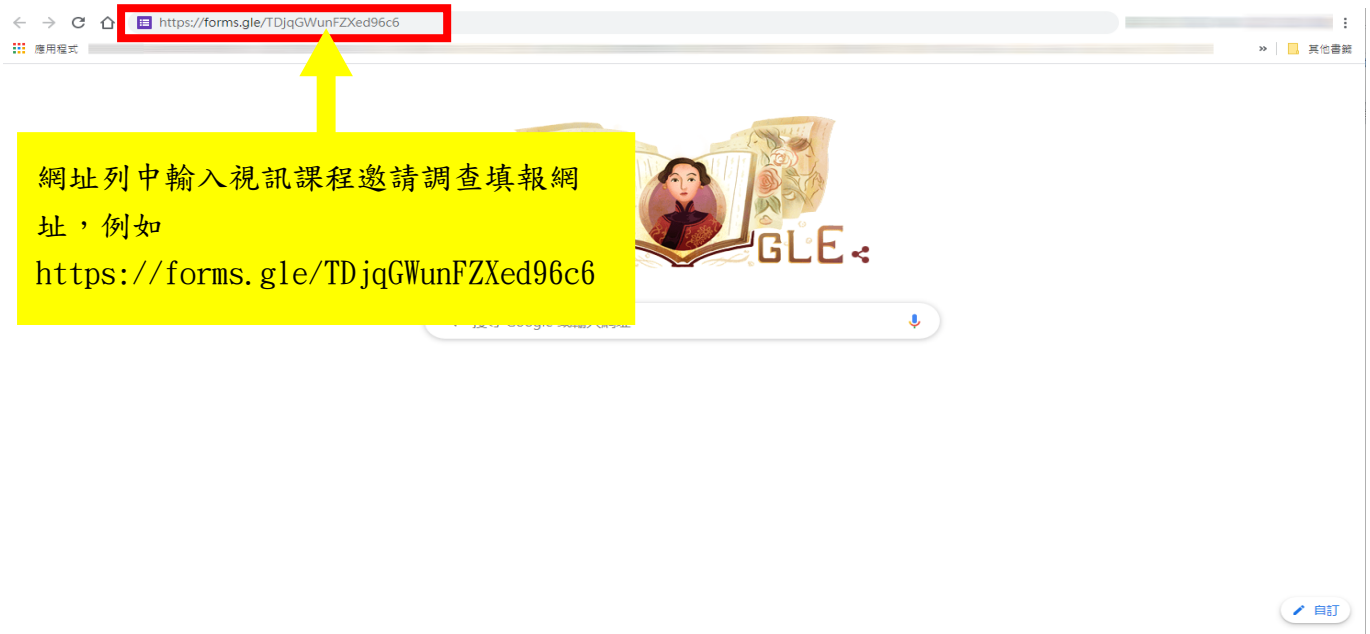 https://forms.gle/TDjqGWunFZXed96c6
應用程式
其他書籤
網址列中輸入視訊課程邀請調查填報網
址，例如
https://forms.gle/TDjqGWunFZXed96c6
GLE
自訂